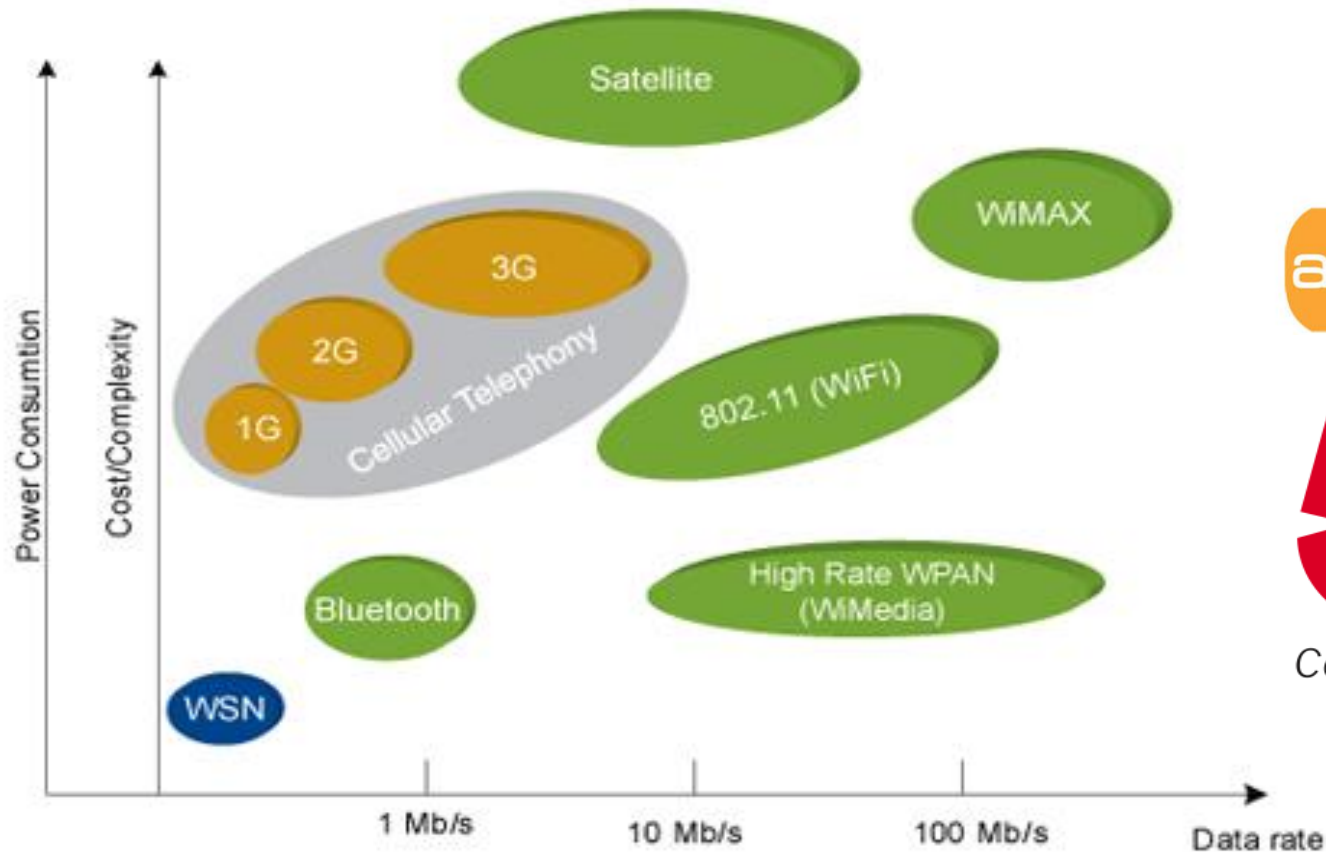 Satellite
WiMAX
3G
2G
1G
Cellular Telephony
802.11 (WiFi)
High Rate WPAN
(WiMedia)
Bluetooth
WSN
Power Consumtion
Cost/Complexity
1 Mb/s
10 Mb/s
100 Mb/s
Data rate